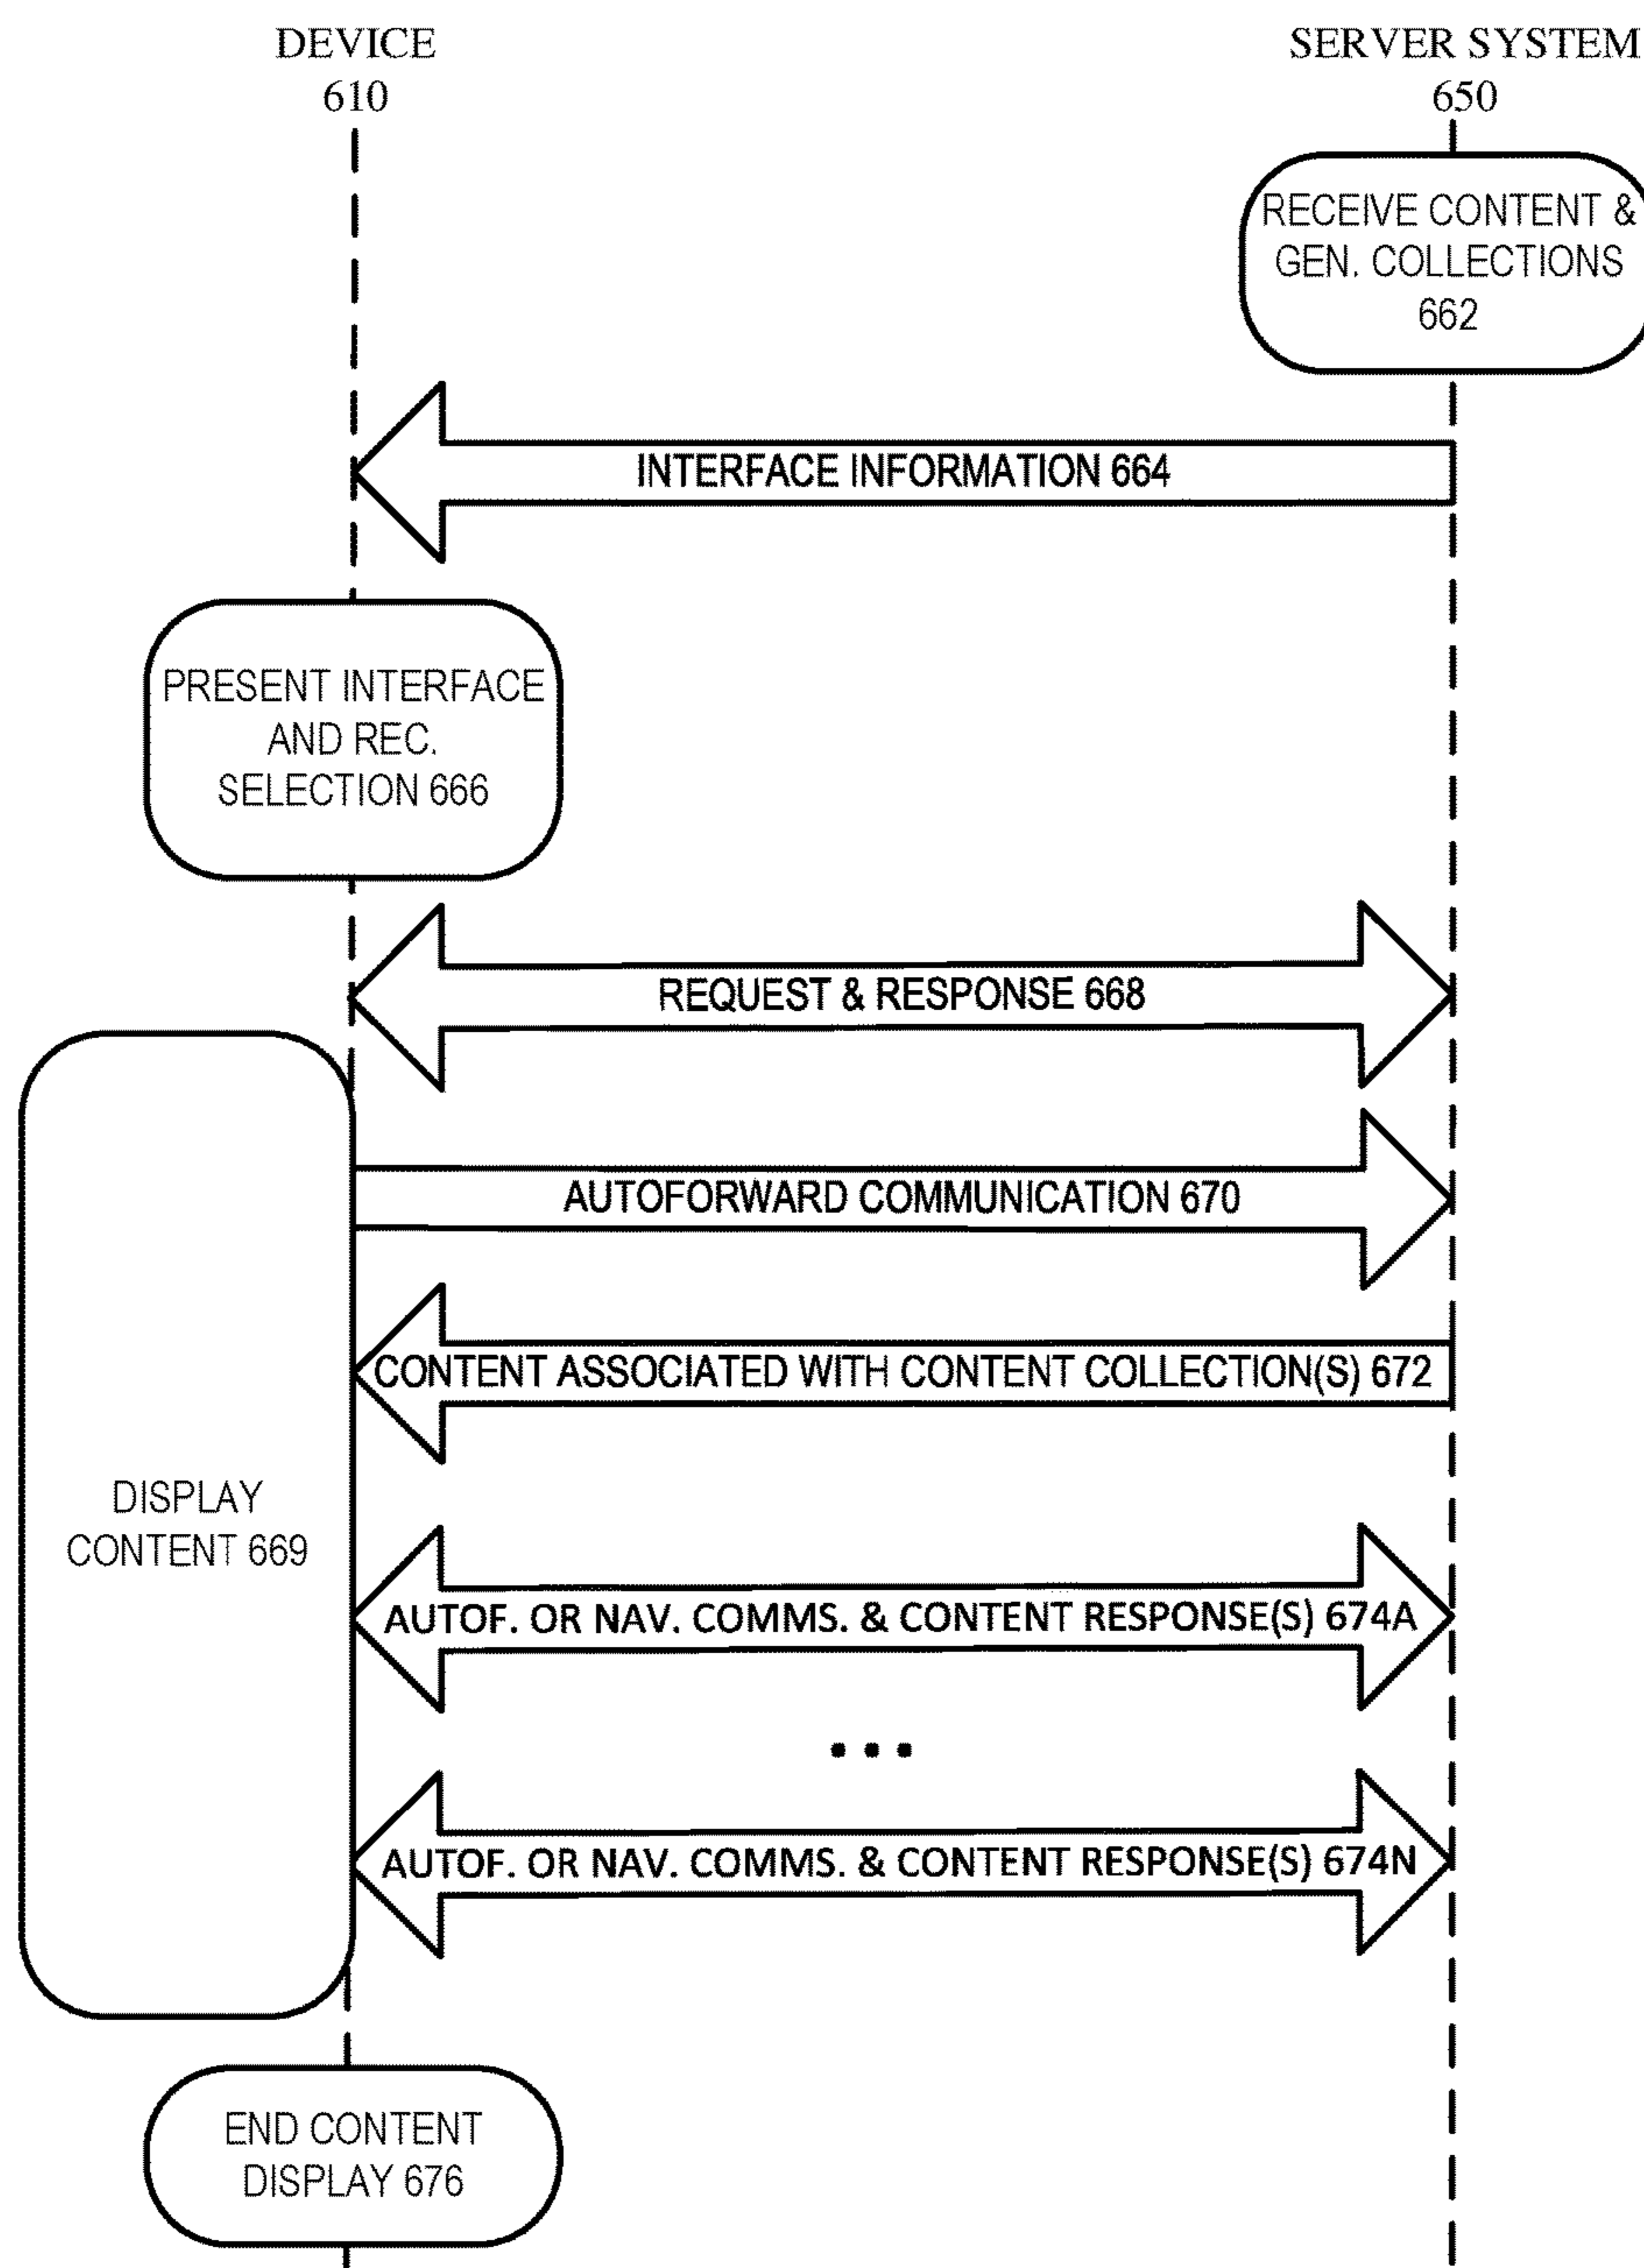 DEVICE
610
SERVER SYSTEM
650
RECEIVE CONTENT &
GEN. COLLECTIONS
662
INTERFACE INFORMATION 664
PRESENT INTERFACE
AND REC.
SELECTION 666
REQUEST & RESPONSE 668
AUTOFORWARD COMMUNICATION 670
CONTENT ASSOCIATED WITH CONTENT COLLECTION(S) 672
DISPLAY
CONTENT 669
AUTOF. OR NAV. COMMS. & CONTENT RESPONSE(S) 674A
...
AUTOF. OR NAV. COMMS. & CONTENT RESPONSE(S) 674N
END CONTENT
DISPLAY 676